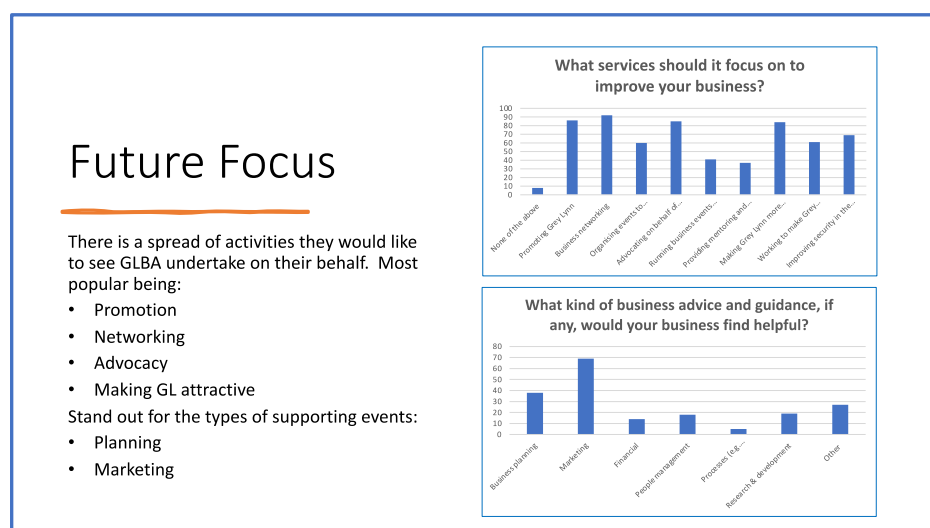 Future Focus
There is a spread of activities they would like
to see GLBA undertake on their behalf.  Most
popular being:
• Promotion
• Networking
• Advocacy
• Making GL attractive
Stand out for the types of supporting events:
• Planning
• Marketing
What services should it focus on to
improve your business?
100
90
80
70
60
50
40
30
20
10
0
None of the above
Promoting Grey Lynn
Business networking
Organising events to...
Advocating on behalf of...
Running business events...
Providing mentoring and...
Making Grey Lynn more...
Working to make Grey...
Improving security in the...
What kind of business advice and guidance, if
any, would your business find helpful?
80
70
60
50
40
30
20
10
0
Business planning
Marketing
Financial
People management
Processes (e.g....
Research & development
Other